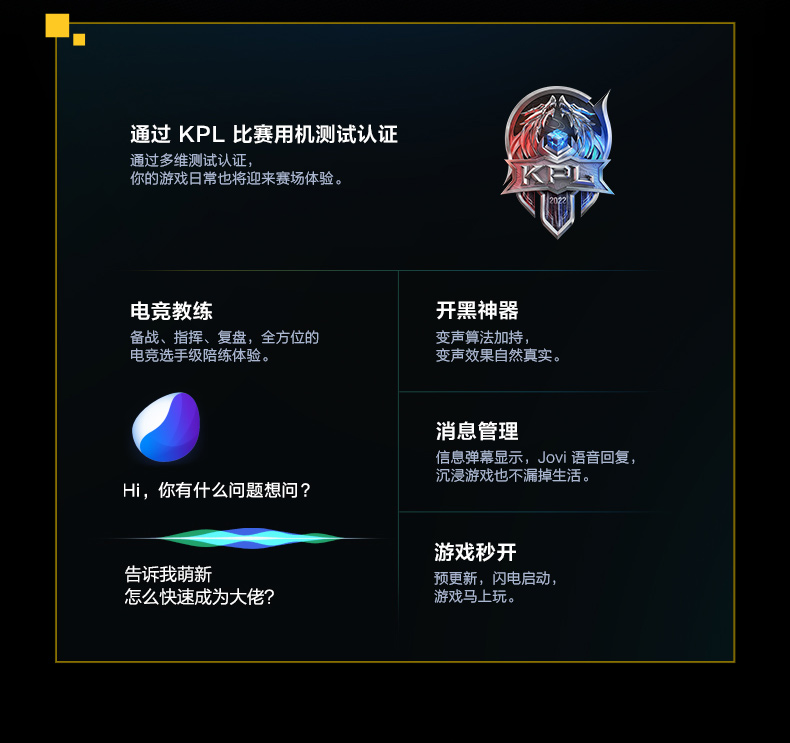 通过 KPL 比赛用机测试认证
通过多维测试认证，
你的游戏日常也将迎来赛场体验。
KPL
2022
电竞教练
备战、指挥、复盘，全方位的
电竞选手级陪练体验。
Hi，你有什么问题想问？
告诉我萌新
怎么快速成为大佬？
开黑神器
变声算法加持，
变声效果自然真实。
消息管理
信息弹幕显示，Jovi 语音回复，
沉浸游戏也不漏掉生活。
游戏秒开
预更新，闪电启动，
游戏马上玩。